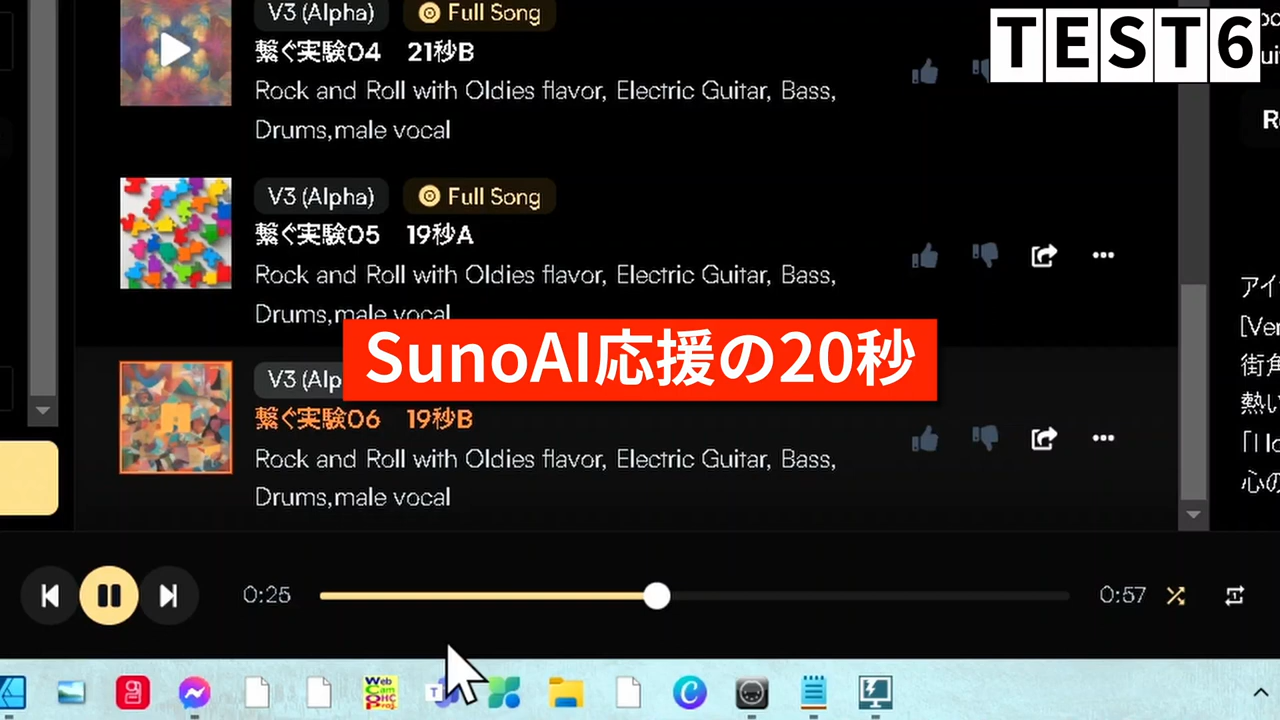 V3 (Alpha) Full Song
TEST6
繋ぐ実験04 21秒B
Rock and Roll with Oldies flavor, Electric Guitar, Bass,
Drums,male vocal
V3 (Alpha) Full Song
繋ぐ実験05 19秒A
Rock and Roll with Oldies flavor, Electric Guitar, Bass,
Drums,male vocal
アイ
[Ver
街角
熱い
心の
SunoAI応援の20秒
V3 (Alp
繋ぐ実験06 19秒B
Rock and Roll with Oldies flavor, Electric Guitar, Bass,
Drums,male vocal
0:25 0:57
Web
Cam